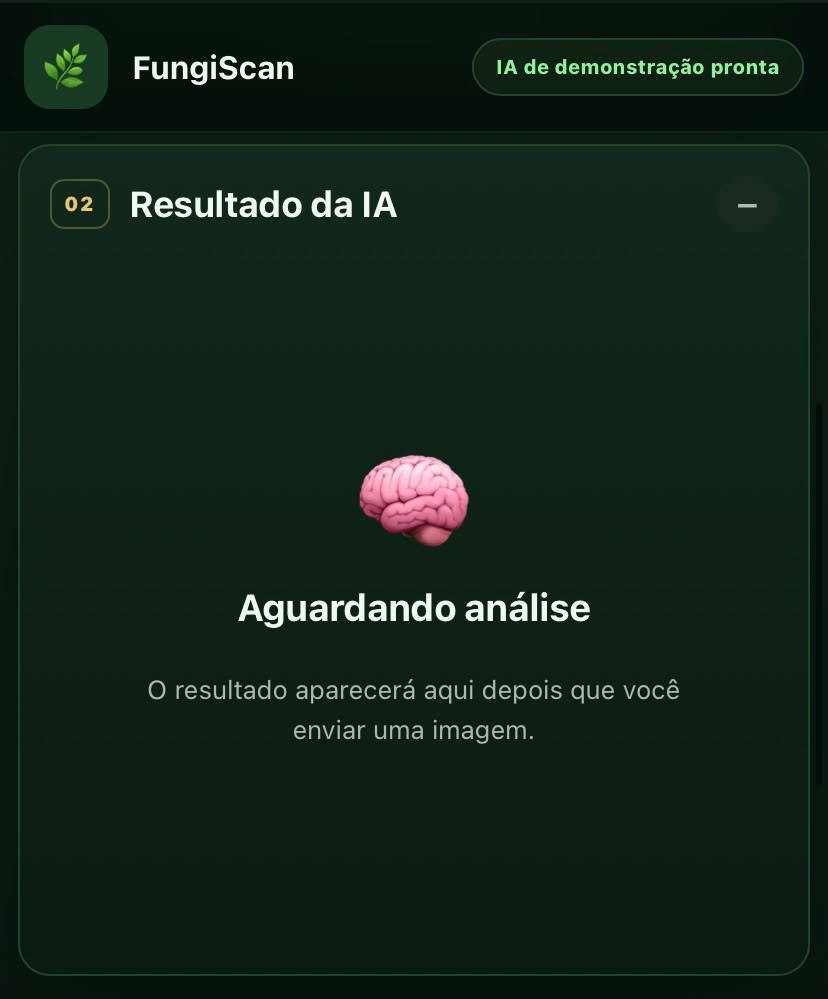 FungiScan
IA de demonstração pronta
02
Resultado da IA
Aguardando análise
O resultado aparecerá aqui depois que você
enviar uma imagem.